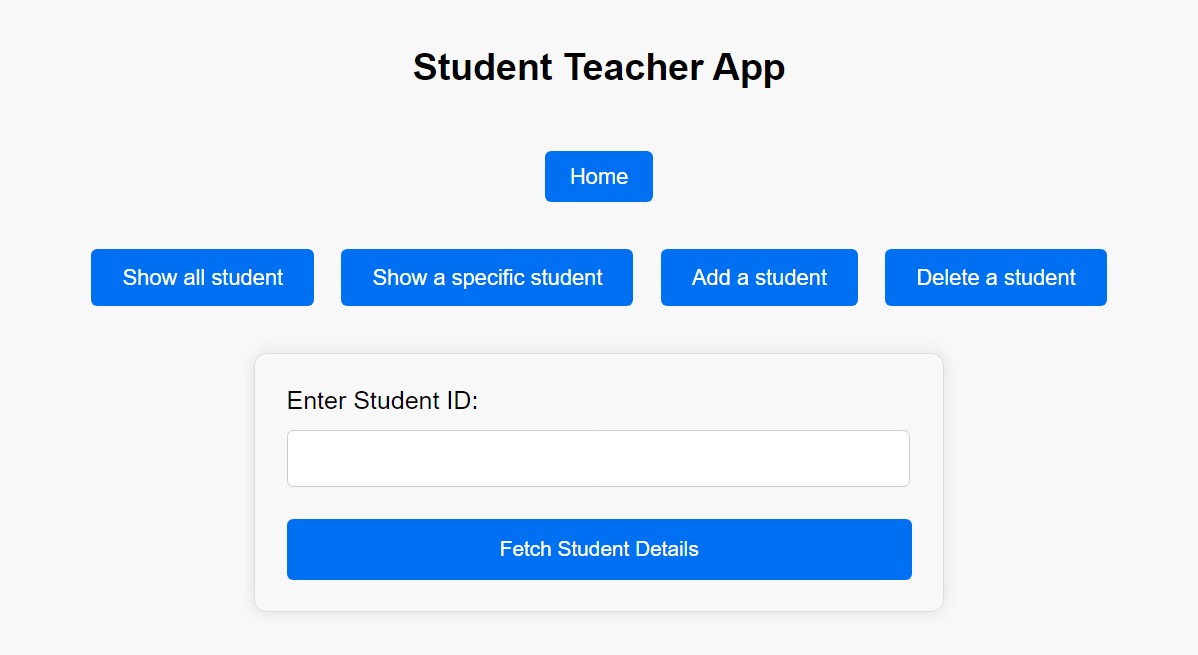 Student Teacher App
Home
Show all student
Show a specific student
Add a student
Delete a student
Enter Student ID:
Fetch Student Details